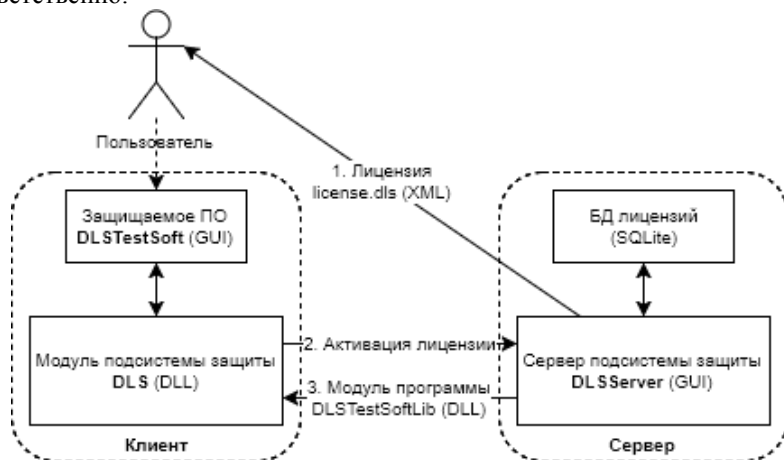 ветственно.
Пользователь
1. Лицензия
license.dls (XML)
Защищаемое ПО
DLSTestSoft (GUI)
БД лицензий
(SQLite)
Модуль подсистемы защиты
DLS (DLL)
2. Активация лицензии
3. Модуль программы
DLSTestSoftLib (DLL)
Сервер подсистемы защиты
DLSServer (GUI)
Клиент
Сервер